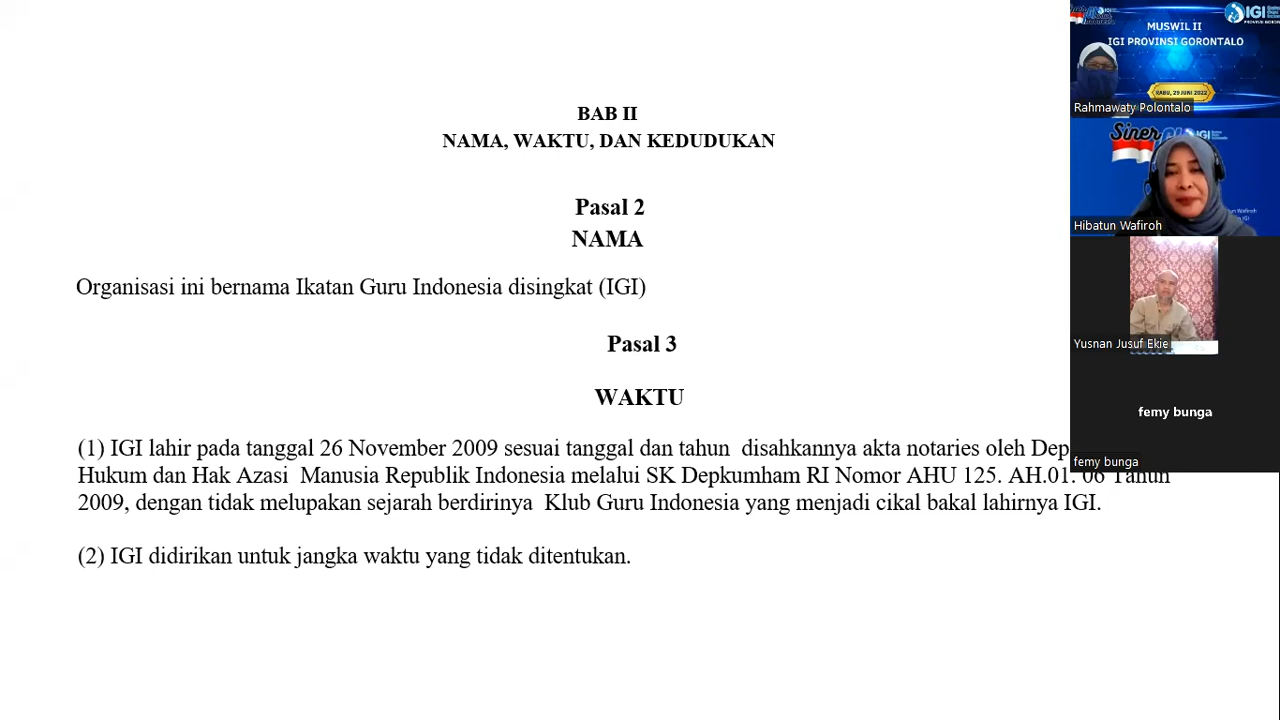 BAB II
NAMA, WAKTU, DAN KEDUDUKAN
Pasal 2
NAMA
Organisasi ini bernama Ikatan Guru Indonesia disingkat (IGI)
Pasal 3
WAKTU
(1) IGI lahir pada tanggal 26 November 2009 sesuai tanggal dan tahun disahkannya akta notaries oleh Dep
Hukum dan Hak Azasi Manusia Republik Indonesia melalui SK Depkumham RI Nomor AHU 125. AH.01. 06 Tahun
2009, dengan tidak melupakan sejarah berdirinya Klub Guru Indonesia yang menjadi cikal bakal lahirnya IGI.
(2) IGI didirikan untuk jangka waktu yang tidak ditentukan.
IGI
MUSWIL II
IGI PROVINSI GORONTALO
RABU, 29 JUNI 2022
Rahmawaty Polontalo
IGI
Hibatun Wafiroh
Yusnan Jusuf Ekie
femy bunga
femy bunga